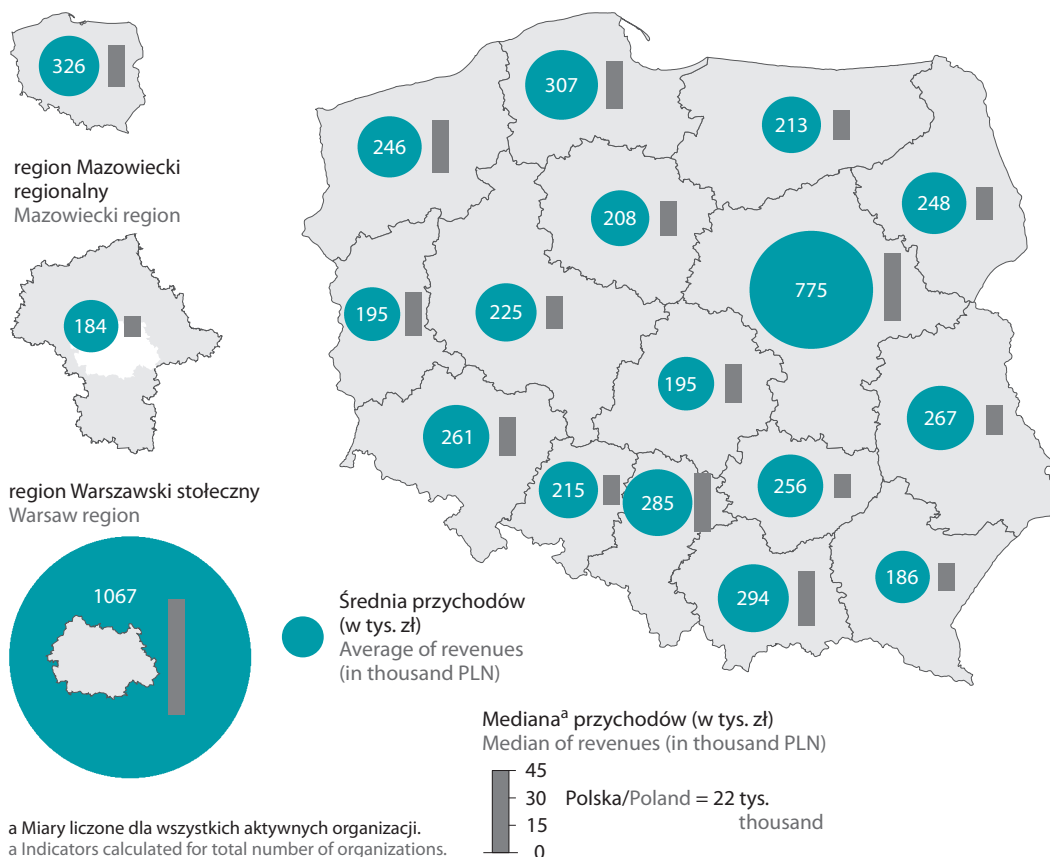 326
region Mazowiecki
regionalny
Mazowiecki region
184
region Warszawski stołeczny
Warsaw region
1067
307
246
213
208
248
775
195
225
195
267
261
215
285
256
294
186
Średnia przychodów
(w tys. zł)
Average of revenues
(in thousand PLN)
Medianaᵃ przychodów (w tys. zł)
Median of revenues (in thousand PLN)
45
30
15
0
Polska/Poland = 22 tys.
thousand
a Miary liczone dla wszystkich aktywnych organizacji.
a Indicators calculated for total number of organizations.